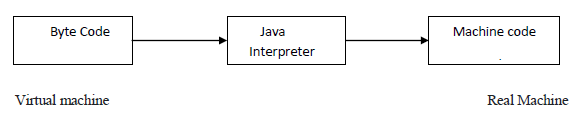 Byte Code
Java
Interpreter
Machine code
.
Virtual machine
Real Machine